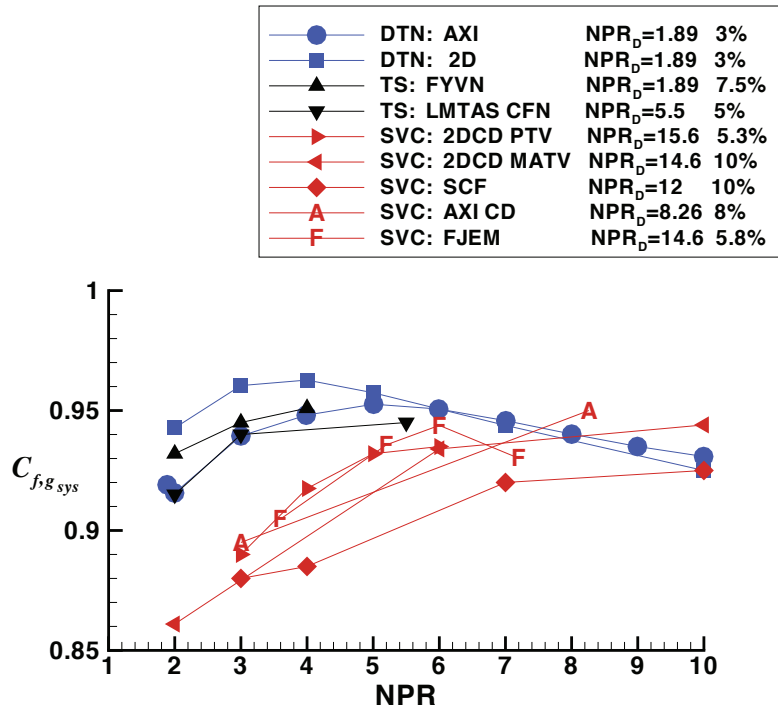 DTN: AXI NPR_D=1.89 3%
DTN: 2D NPR_D=1.89 3%
TS: FYVN NPR_D=1.89 7.5%
TS: LMTAS CFN NPR_D=5.5 5%
SVC: 2DCD PTV NPR_D=15.6 5.3%
SVC: 2DCD MATV NPR_D=14.6 10%
SVC: SCF NPR_D=12 10%
A SVC: AXI CD NPR_D=8.26 8%
F SVC: FJEM NPR_D=14.6 5.8%
1
0.95
C_f,g_sys
0.9
0.85
F
F
F
F
A
A
1 2 3 4 5 6 7 8 9 10
NPR